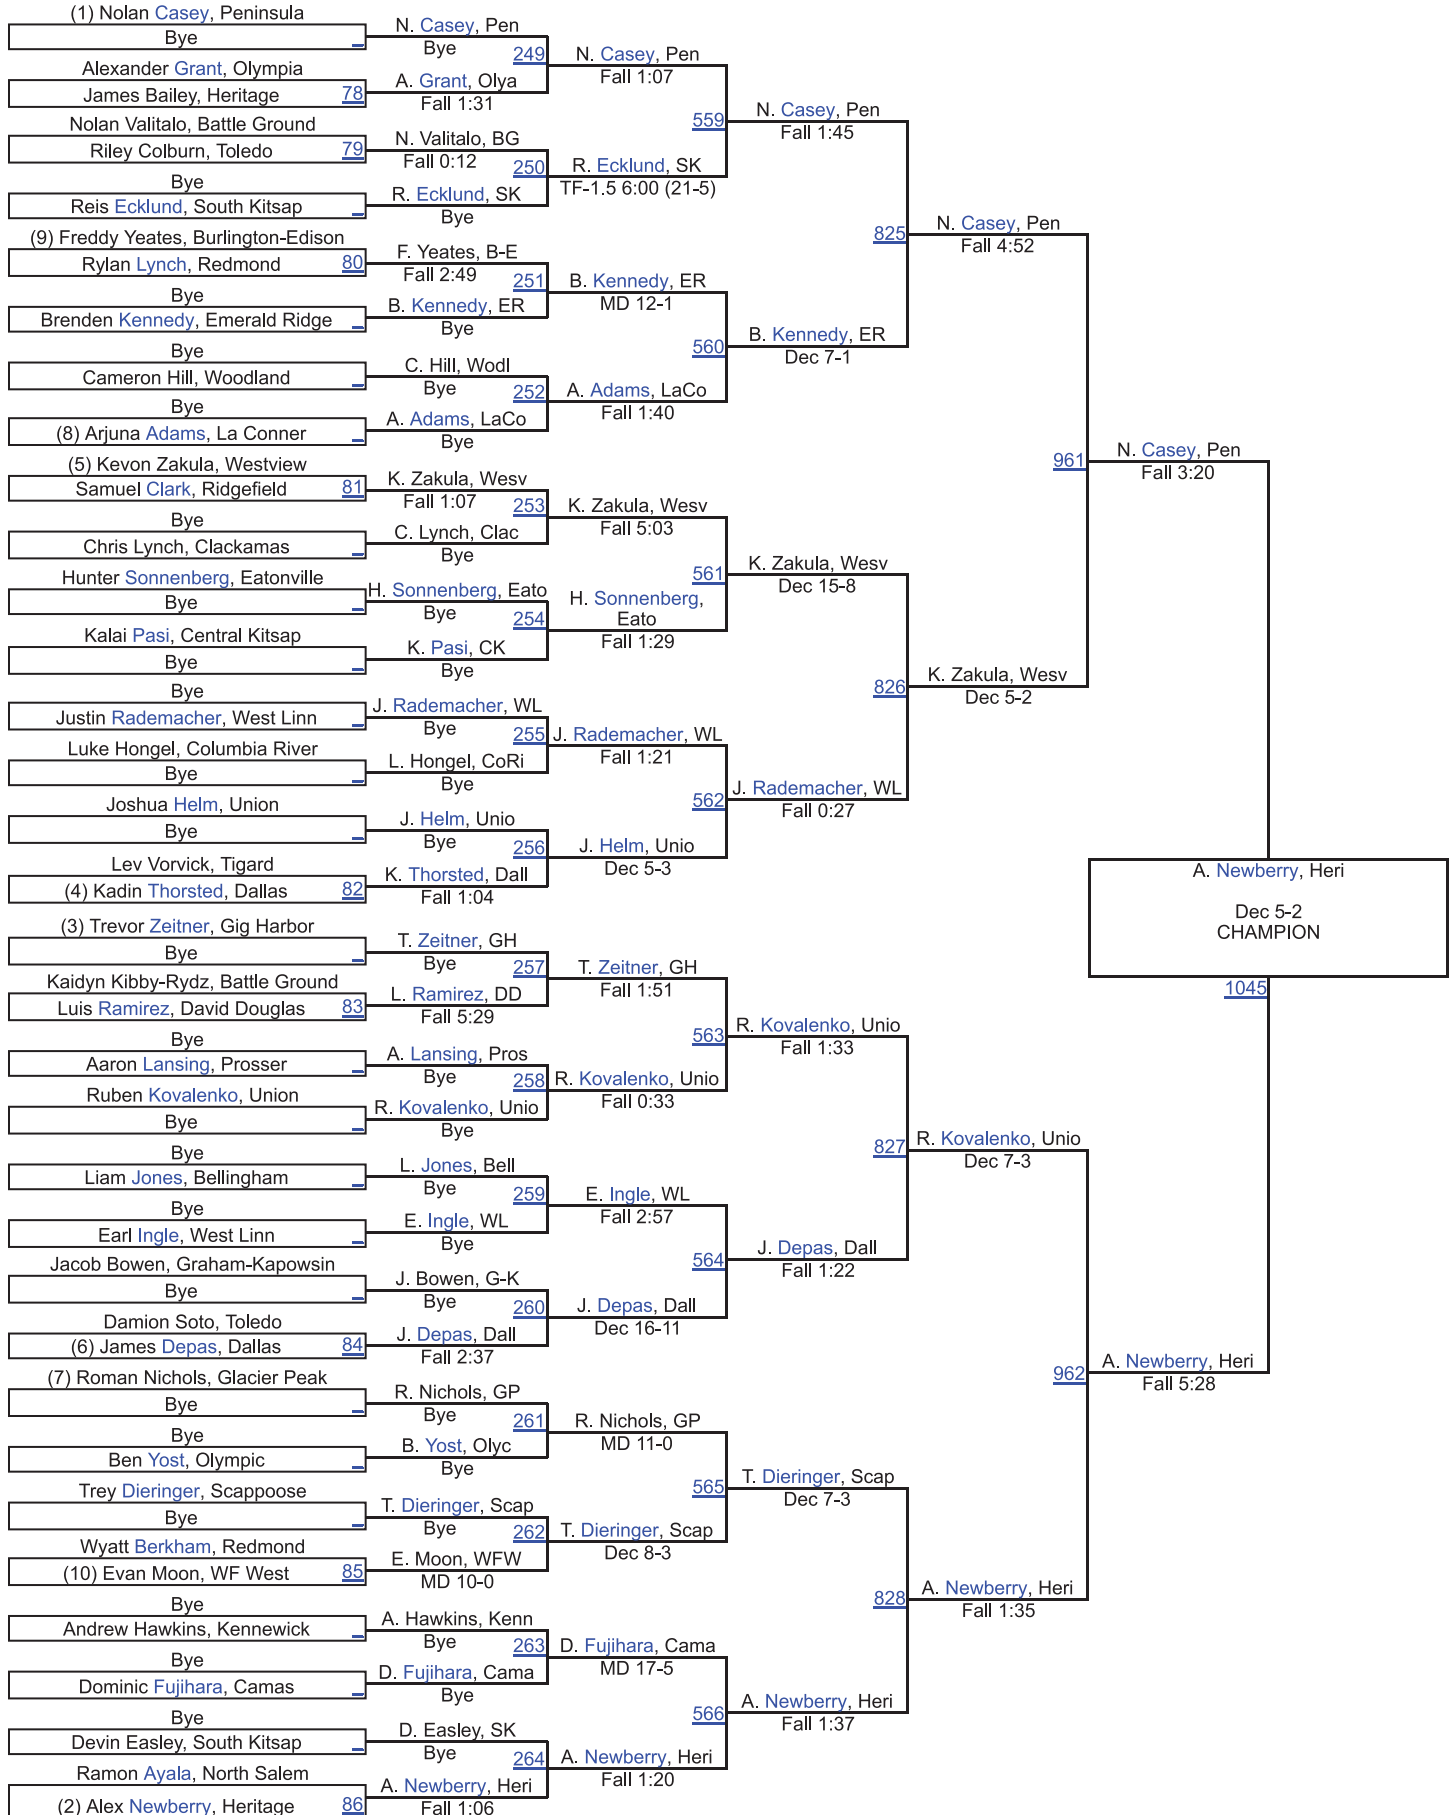 (1) Nolan Casey, Peninsula
Bye
Alexander Grant, Olympia
James Bailey, Heritage 78
Nolan Valitalo, Battle Ground
Riley Colburn, Toledo 79
Bye
Reis Ecklund, South Kitsap
(9) Freddy Yeates, Burlington-Edison
Rylan Lynch, Redmond 80
Bye
Brenden Kennedy, Emerald Ridge
Bye
Cameron Hill, Woodland
Bye
(8) Arjuna Adams, La Conner
(5) Kevon Zakula, Westview
Samuel Clark, Ridgefield 81
Bye
Chris Lynch, Clackamas
Hunter Sonnenberg, Eatonville
Bye
Kalai Pasi, Central Kitsap
Bye
Bye
Justin Rademacher, West Linn
Luke Hongel, Columbia River
Bye
Joshua Helm, Union
Bye
Lev Vorvick, Tigard
(4) Kadin Thorsted, Dallas 82
(3) Trevor Zeitner, Gig Harbor
Bye
Kaidyn Kibby-Rydz, Battle Ground
Luis Ramirez, David Douglas 83
Bye
Aaron Lansing, Prosser
Ruben Kovalenko, Union
Bye
Bye
Liam Jones, Bellingham
Bye
Earl Ingle, West Linn
Jacob Bowen, Graham-Kapowsin
Bye
Damion Soto, Toledo
(6) James Depas, Dallas 84
(7) Roman Nichols, Glacier Peak
Bye
Bye
Ben Yost, Olympic
Trey Dieringer, Scappoose
Bye
Wyatt Berkham, Redmond
(10) Evan Moon, WF West 85
Bye
Andrew Hawkins, Kennewick
Bye
Dominic Fujihara, Camas
Bye
Devin Easley, South Kitsap
Ramon Ayala, North Salem
(2) Alex Newberry, Heritage 86
N. Casey, Pen
Bye
249
A. Grant, Olya
Fall 1:31
N. Valitalo, BG
Fall 0:12
250
R. Ecklund, SK
Bye
F. Yeates, B-E
Fall 2:49
251
B. Kennedy, ER
Bye
C. Hill, Wodl
Bye
252
A. Adams, LaCo
Bye
K. Zakula, Wesv
Fall 1:07
253
C. Lynch, Clac
Bye
H. Sonnenberg, Eato
Bye
254
K. Pasi, CK
Bye
J. Rademacher, WL
Bye
255
L. Hongel, CoRi
Bye
J. Helm, Unio
Bye
256
K. Thorsted, Dall
Fall 1:04
T. Zeitner, GH
Bye
257
L. Ramirez, DD
Fall 5:29
A. Lansing, Pros
Bye
258
R. Kovalenko, Unio
Bye
L. Jones, Bell
Bye
259
E. Ingle, WL
Bye
J. Bowen, G-K
Bye
260
J. Depas, Dall
Fall 2:37
R. Nichols, GP
Bye
261
B. Yost, Olyc
Bye
T. Dieringer, Scap
Bye
262
E. Moon, WFW
MD 10-0
A. Hawkins, Kenn
Bye
263
D. Fujihara, Cama
Bye
D. Easley, SK
Bye
264
A. Newberry, Heri
Fall 1:06
N. Casey, Pen
Fall 1:07
559
R. Ecklund, SK
TF-1.5 6:00 (21-5)
B. Kennedy, ER
MD 12-1
560
A. Adams, LaCo
Fall 1:40
K. Zakula, Wesv
Fall 5:03
561
H. Sonnenberg,
Eato
Fall 1:29
J. Rademacher, WL
Fall 1:21
562
J. Helm, Unio
Dec 5-3
T. Zeitner, GH
Fall 1:51
563
R. Kovalenko, Unio
Fall 0:33
E. Ingle, WL
Fall 2:57
564
J. Depas, Dall
Dec 16-11
R. Nichols, GP
MD 11-0
565
T. Dieringer, Scap
Dec 8-3
D. Fujihara, Cama
MD 17-5
566
A. Newberry, Heri
Fall 1:20
N. Casey, Pen
Fall 1:45
825
B. Kennedy, ER
Dec 7-1
K. Zakula, Wesv
Dec 15-8
826
J. Rademacher, WL
Fall 0:27
R. Kovalenko, Unio
Fall 1:33
827
J. Depas, Dall
Fall 1:22
T. Dieringer, Scap
Dec 7-3
828
A. Newberry, Heri
Fall 1:37
N. Casey, Pen
Fall 4:52
961
K. Zakula, Wesv
Dec 5-2
R. Kovalenko, Unio
Dec 7-3
962
A. Newberry, Heri
Fall 1:35
N. Casey, Pen
Fall 3:20
A. Newberry, Heri
Dec 5-2
CHAMPION
1045
A. Newberry, Heri
Fall 5:28